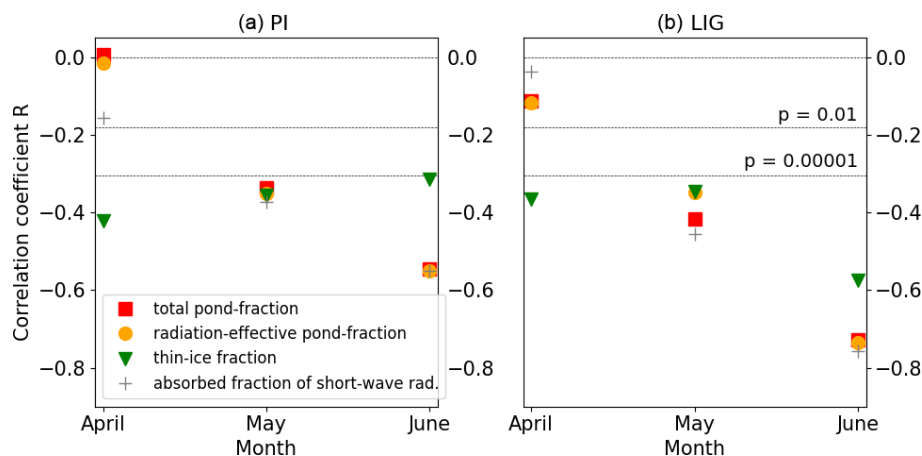 (a) PI
(b) LIG
Correlation coefficient R
0.0
−0.2
−0.4
−0.6
−0.8
0.0
−0.2
−0.4
−0.6
−0.8
0.0
−0.2
−0.4
−0.6
−0.8
p = 0.01
p = 0.00001
total pond-fraction
radiation-effective pond-fraction
thin-ice fraction
absorbed fraction of short-wave rad.
April
May
June
Month
April
May
June
Month